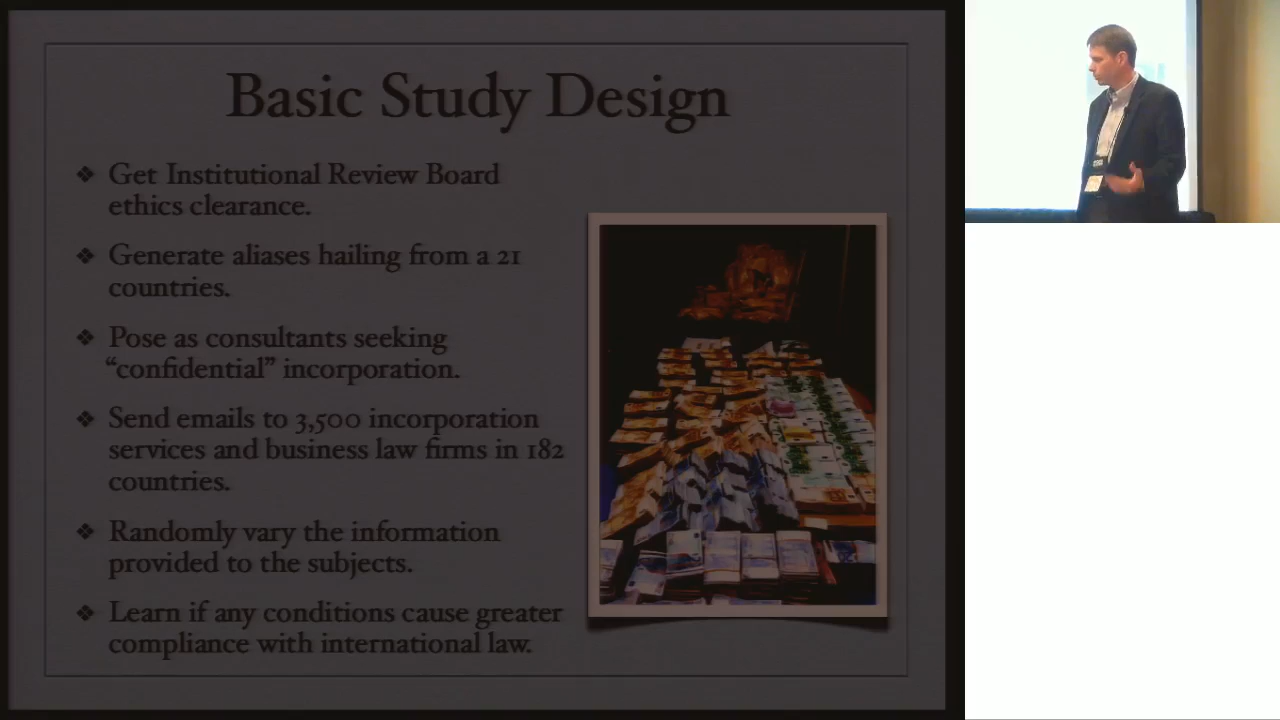 Basic Study Design
❖ Get Institutional Review Board
ethics clearance.
❖ Generate aliases hailing from a 21
countries.
❖ Pose as consultants seeking
“confidential” incorporation.
❖ Send emails to 3,500 incorporation
services and business law firms in 182
countries.
❖ Randomly vary the information
provided to the subjects.
❖ Learn if any conditions cause greater
compliance with international law.